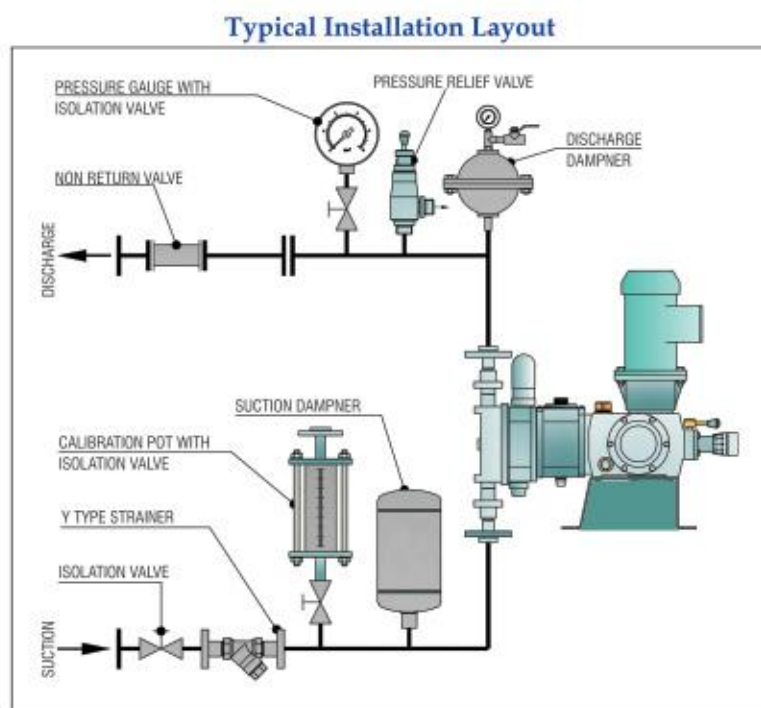 Typical Installation Layout
PRESSURE GAUGE WITH
ISOLATION VALVE
PRESSURE RELIEF VALVE
DISCHARGE
DAMPNER
NON RETURN VALVE
DISCHARGE
SUCTION DAMPNER
CALIBRATION POT WITH
ISOLATION VALVE
Y TYPE STRAINER
ISOLATION VALVE
SUCTION